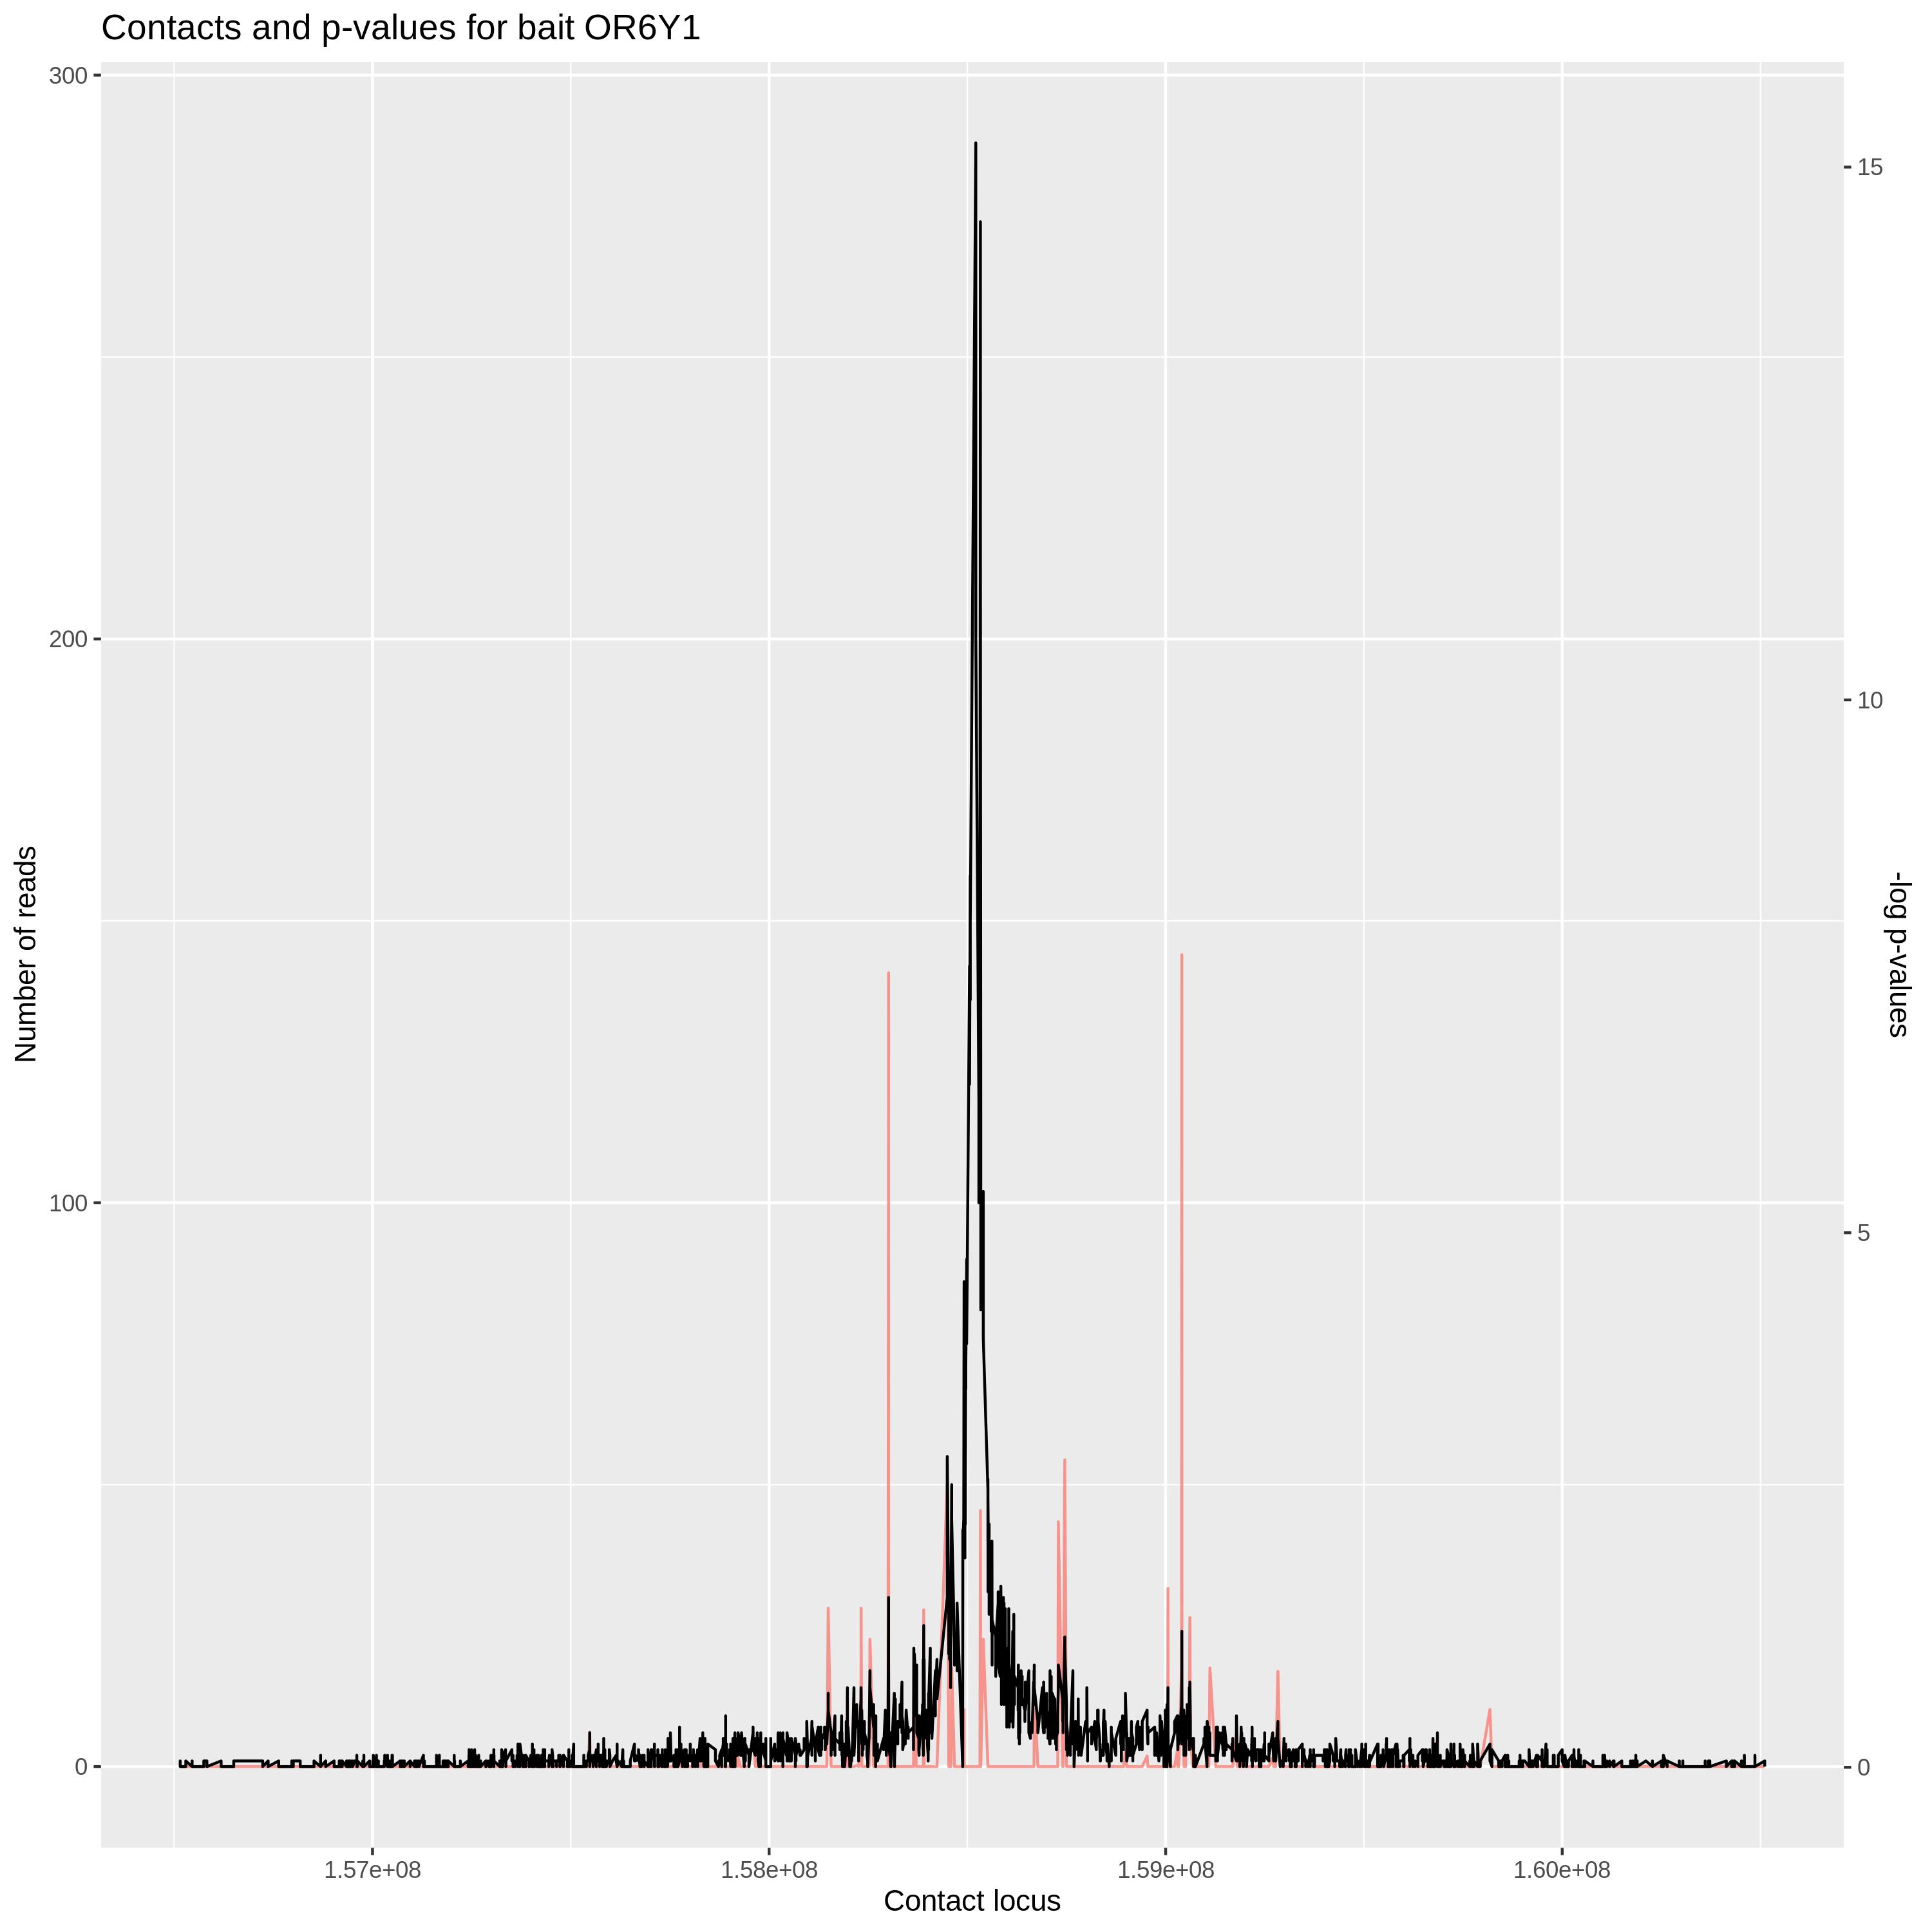 Contacts and p-values for bait OR6Y1
300
200
100
0
Number of reads
15
10
5
0
-log p-values
1.57e+08
1.58e+08
1.59e+08
1.60e+08
Contact locus